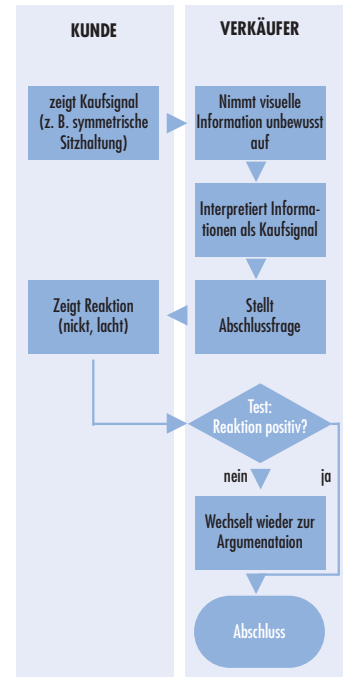 KUNDE
VERKÄUFER
zeigt Kaufsignal
(z. B. symmetrische
Sitzhaltung)
Nimmt visuelle
Information unbewusst
auf
Interpretiert Informa-
tionen als Kaufsignal
Zeigt Reaktion
(nickt, lacht)
Stellt
Abschlussfrage
Test:
Reaktion positiv?
nein
ja
Wechselt wieder zur
Argumenataion
Abschluss